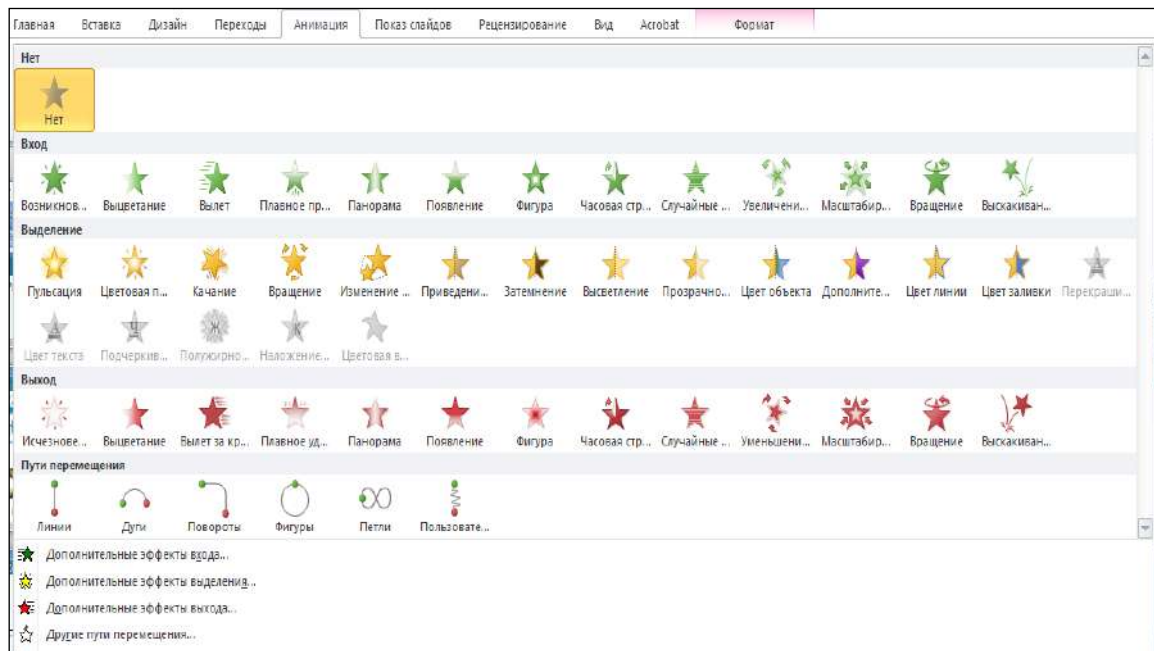 Главная Вставка Дизайн Переходы Анимация Показ слайдов Рецензирование Вид Acrobat Формат
Нет
Нет
Вход
Возникнов... Выцветание Вылет Плавное пр... Панорама Появление Фигура Часовая стр... Случайные ... Увеличени... Масштабир... Вращение Выскакиван...
Выделение
Пульсация Цветовая п... Качание Вращение Изменение ... Приведени... Затемнение Высветление Прозрачно... Цвет объекта Дополните... Цвет линии Цвет заливки Перекраши...
Цвет текста Подчеркив... Полужирно... Наложение... Цветовая в...
Выход
Исчезнове... Выцветание Вылет за кр... Плавное уд... Панорама Появление Фигура Часовая стр... Случайные ... Уменьшени... Масштабир... Вращение Выскакиван...
Пути перемещения
Линии Дуги Повороты Фигуры Петли Пользовате...
Дополнительные эффекты входа...
Дополнительные эффекты выделения...
Дополнительные эффекты выхода...
Другие пути перемещения...